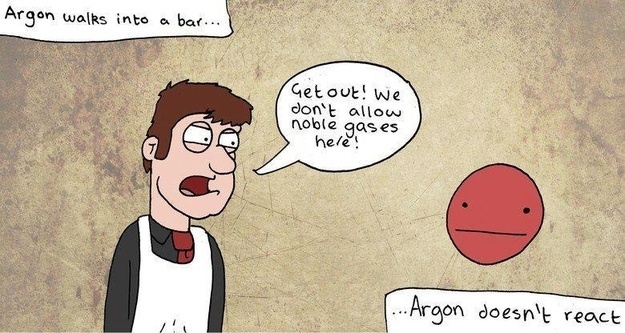 Argon walks into a bar...
Get out! We
don't allow
noble gases
here!
...Argon doesn't react